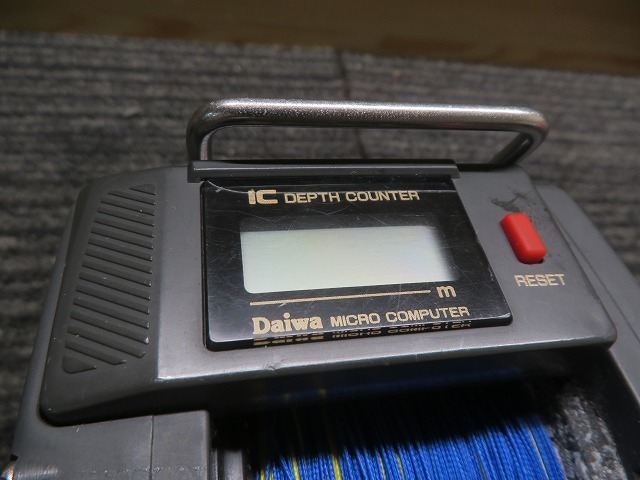 IC DEPTH COUNTER
m
Daiwa MICRO COMPUTER
RESET